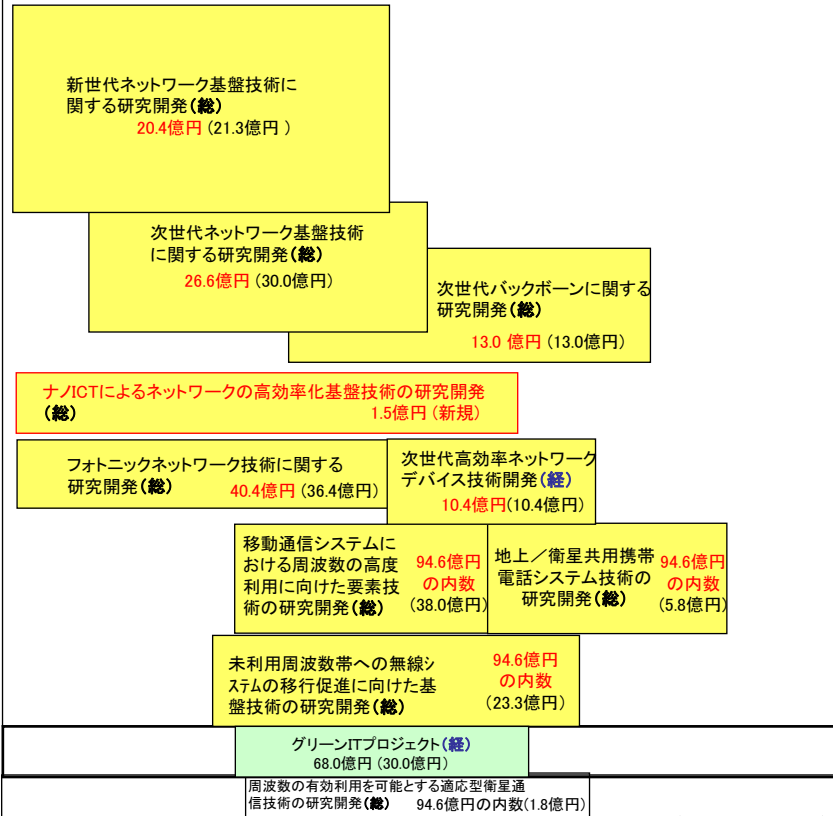 新世代ネットワーク基盤技術に
関する研究開発(総)
20.4億円 (21.3億円 )
次世代ネットワーク基盤技術
に関する研究開発(総)
26.6億円 (30.0億円)
次世代バックボーンに関する
研究開発(総)
13.0 億円 (13.0億円)
ナノICTによるネットワークの高効率化基盤技術の研究開発
(総) 1.5億円 (新規)
フォトニックネットワーク技術に関する
研究開発(総) 40.4億円 (36.4億円)
次世代高効率ネットワーク
デバイス技術開発(経)
10.4億円(10.4億円)
移動通信システムに
おける周波数の高度
利用に向けた要素技
術の研究開発(総)
94.6億円
の内数
(38.0億円)
地上／衛星共用携帯
電話システム技術の
研究開発(総)
94.6億円
の内数
(5.8億円)
未利用周波数帯への無線シ
ステムの移行促進に向けた基
盤技術の研究開発(総)
94.6億円
の内数
(23.3億円)
グリーンITプロジェクト(経)
68.0億円 (30.0億円)
周波数の有効利用を可能とする適応型衛星通
信技術の研究開発(総) 94.6億円の内数(1.8億円)